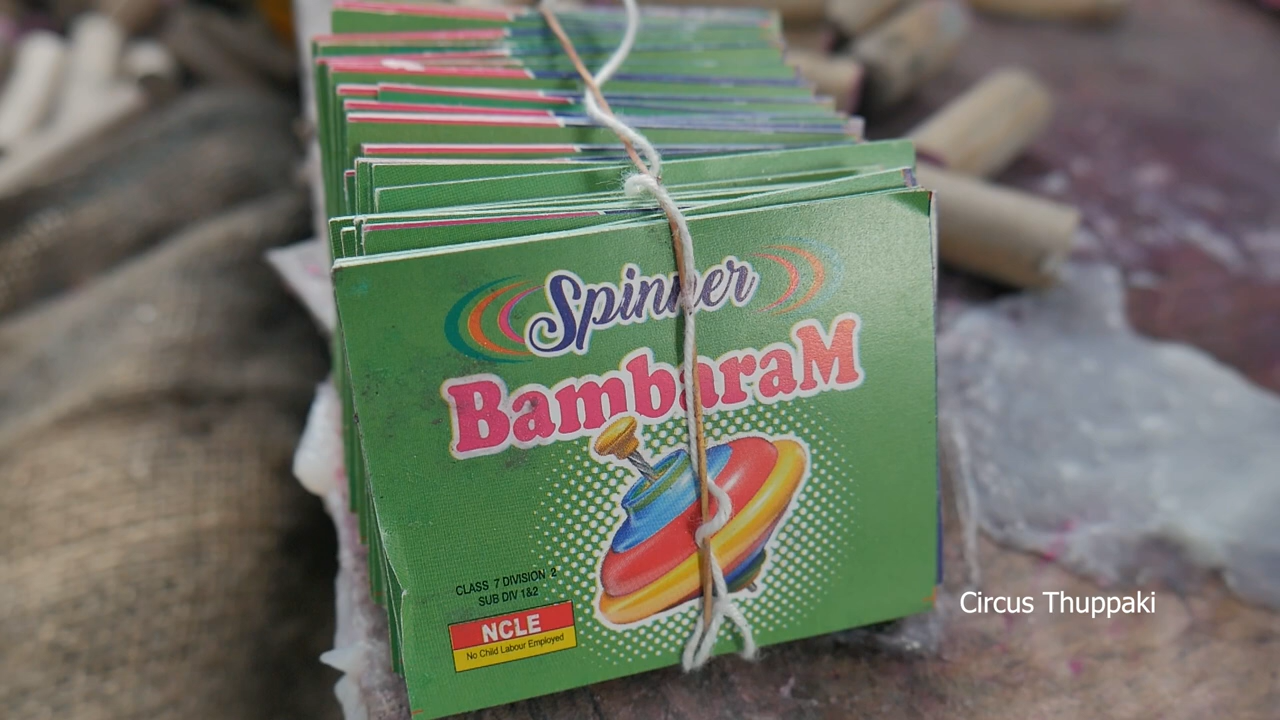 Spinner
BambaraM
CLASS 7 DIVISION 2
SUB DIV 1&2
NCLE
No Child Labour Employed
Circus Thuppaki